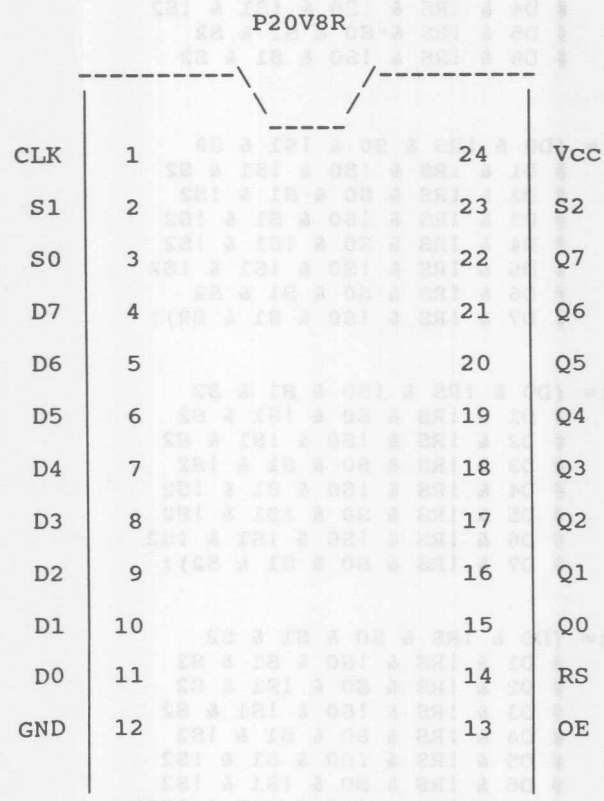 P20V8R
CLK 1 24 Vcc
S1 2 23 S2
S0 3 22 Q7
D7 4 21 Q6
D6 5 20 Q5
D5 6 19 Q4
D4 7 18 Q3
D3 8 17 Q2
D2 9 16 Q1
D1 10 15 Q0
D0 11 14 RS
GND 12 13 OE